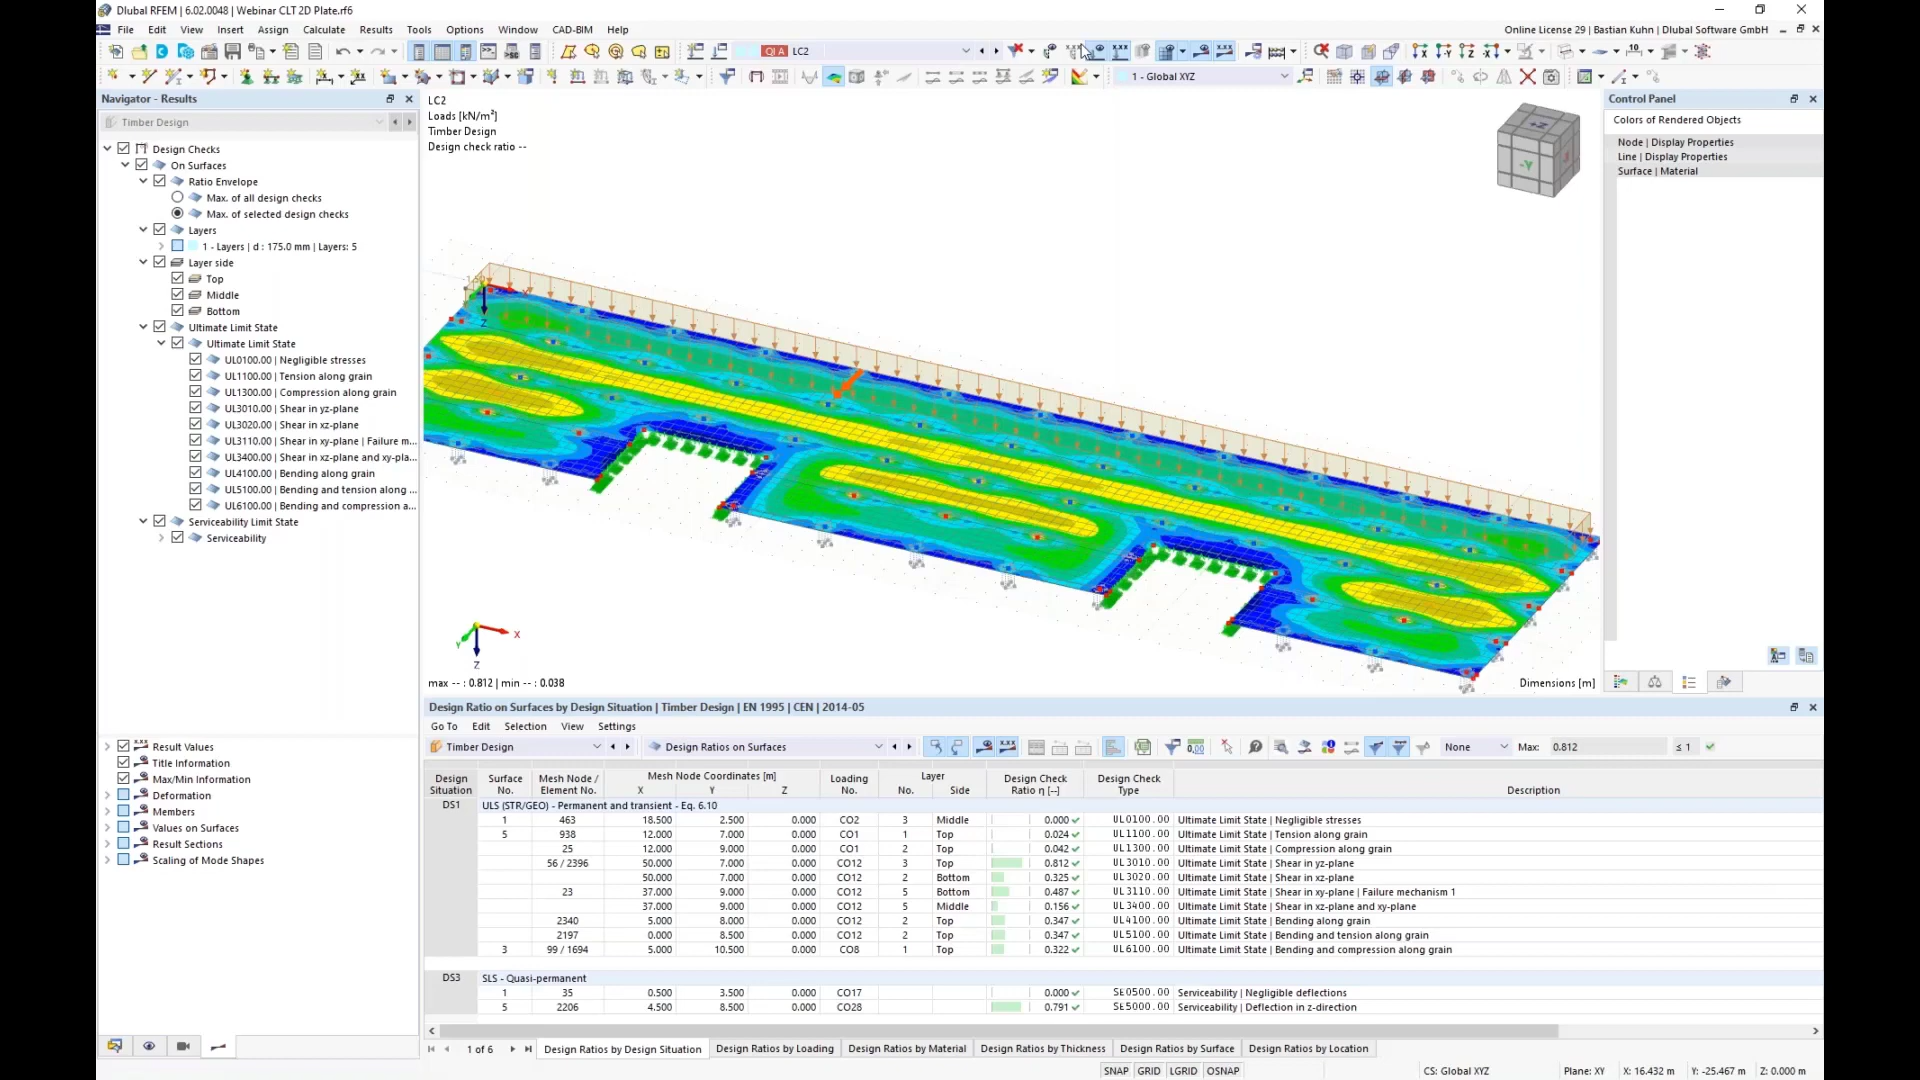 Dlubal RFEM | 6.02.0048 | Webinar CLT 2D Plate.rf6
File Edit View Insert Assign Calculate Results Tools Options Window CAD-BIM Help
Online License 29 | Bastian Kuhn | Dlubal Software GmbH
QIA LC2
1 - Global XYZ
Navigator - Results
Timber Design
Design Checks
On Surfaces
Ratio Envelope
Max. of all design checks
Max. of selected design checks
Layers
1 - Layers | d : 175.0 mm | Layers: 5
Layer side
Top
Middle
Bottom
Ultimate Limit State
Ultimate Limit State
UL0100.00 | Negligible stresses
UL1100.00 | Tension along grain
UL1300.00 | Compression along grain
UL3010.00 | Shear in yz-plane
UL3020.00 | Shear in xz-plane
UL3110.00 | Shear in xy-plane | Failure m...
UL3400.00 | Shear in xz-plane and xy-pla...
UL4100.00 | Bending along grain
UL5100.00 | Bending and tension along ...
UL6100.00 | Bending and compression a...
Serviceability Limit State
Serviceability
Result Values
Title Information
Max/Min Information
Deformation
Members
Values on Surfaces
Result Sections
Scaling of Mode Shapes
LC2
Loads [kN/m²]
Timber Design
Design check ratio --
+Z
-Y
X
Z
X
Y
Z
max -- : 0.812 | min -- : 0.038
Dimensions [m]
Control Panel
Colors of Rendered Objects
Node | Display Properties
Line | Display Properties
Surface | Material
Design Ratio on Surfaces by Design Situation | Timber Design | EN 1995 | CEN | 2014-05
Go To Edit Selection View Settings
Timber Design Design Ratios on Surfaces None Max: 0.812 ≤ 1
Design Situation Surface No. Mesh Node / Element No. Mesh Node Coordinates [m] X Y Z Loading No. Layer No. Side Design Check Ratio η [--] Design Check Type Description
DS1 ULS (STR/GEO) - Permanent and transient - Eq. 6.10
1 463 18.500 2.500 0.000 CO2 3 Middle 0.000 UL0100.00 Ultimate Limit State | Negligible stresses
5 938 12.000 7.000 0.000 CO1 1 Top 0.024 UL1100.00 Ultimate Limit State | Tension along grain
25 12.000 9.000 0.000 CO1 2 Top 0.042 UL1300.00 Ultimate Limit State | Compression along grain
56 / 2396 50.000 7.000 0.000 CO12 3 Top 0.812 UL3010.00 Ultimate Limit State | Shear in yz-plane
50.000 7.000 0.000 CO12 2 Bottom 0.325 UL3020.00 Ultimate Limit State | Shear in xz-plane
23 37.000 9.000 0.000 CO12 5 Bottom 0.487 UL3110.00 Ultimate Limit State | Shear in xy-plane | Failure mechanism 1
37.000 9.000 0.000 CO12 5 Middle 0.156 UL3400.00 Ultimate Limit State | Shear in xz-plane and xy-plane
2340 5.000 8.000 0.000 CO12 2 Top 0.347 UL4100.00 Ultimate Limit State | Bending along grain
2197 0.000 8.500 0.000 CO12 2 Top 0.347 UL5100.00 Ultimate Limit State | Bending and tension along grain
3 99 / 1694 5.000 10.500 0.000 CO8 1 Top 0.322 UL6100.00 Ultimate Limit State | Bending and compression along grain
DS3 SLS - Quasi-permanent
1 35 0.500 3.500 0.000 CO17 0.000 SE0500.00 Serviceability | Negligible deflections
5 2206 4.500 8.500 0.000 CO28 0.791 SE5000.00 Serviceability | Deflection in z-direction
1 of 6 Design Ratios by Design Situation Design Ratios by Loading Design Ratios by Material Design Ratios by Thickness Design Ratios by Surface Design Ratios by Location
SNAP GRID LGRID OSNAP CS: Global XYZ Plane: XY X: 16.432 m Y: -25.467 m Z: 0.000 m